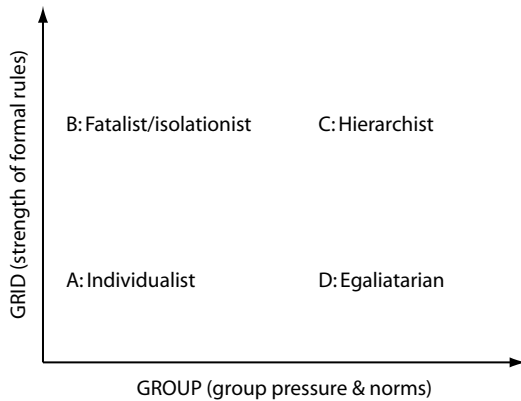 GRID (strength of formal rules)
B: Fatalist/isolationist
C: Hierarchist
A: Individualist
D: Egaliatarian
GROUP (group pressure & norms)